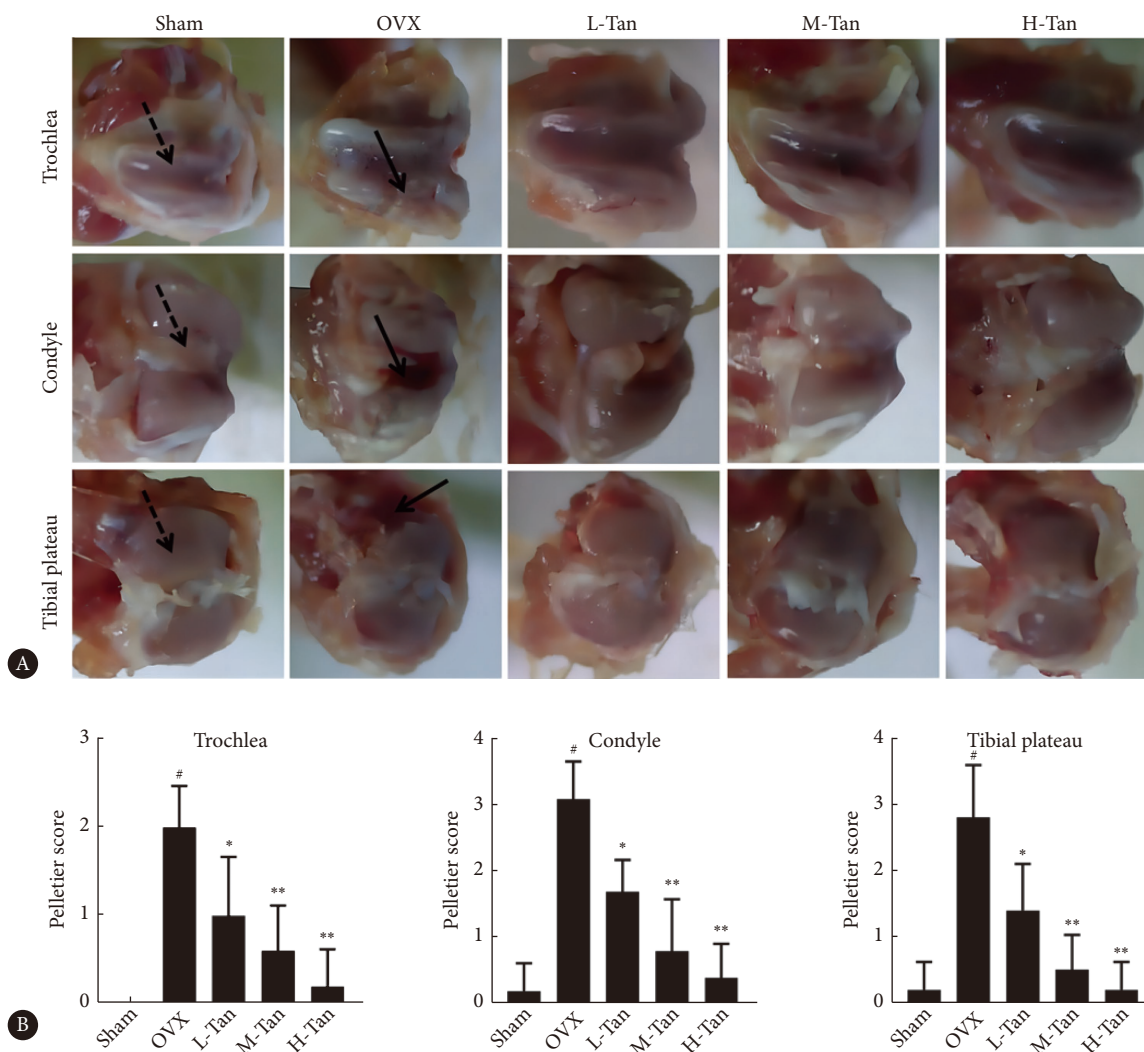 Sham OVX L-Tan M-Tan H-Tan
Trochlea
Condyle
Tibial plateau
A
Trochlea
Pelletier score
3
2
1
0
#
*
**
**
Sham OVX L-Tan M-Tan H-Tan
Condyle
Pelletier score
4
3
2
1
0
#
*
**
**
Sham OVX L-Tan M-Tan H-Tan
Tibial plateau
Pelletier score
4
3
2
1
0
#
*
**
**
Sham OVX L-Tan M-Tan H-Tan
B